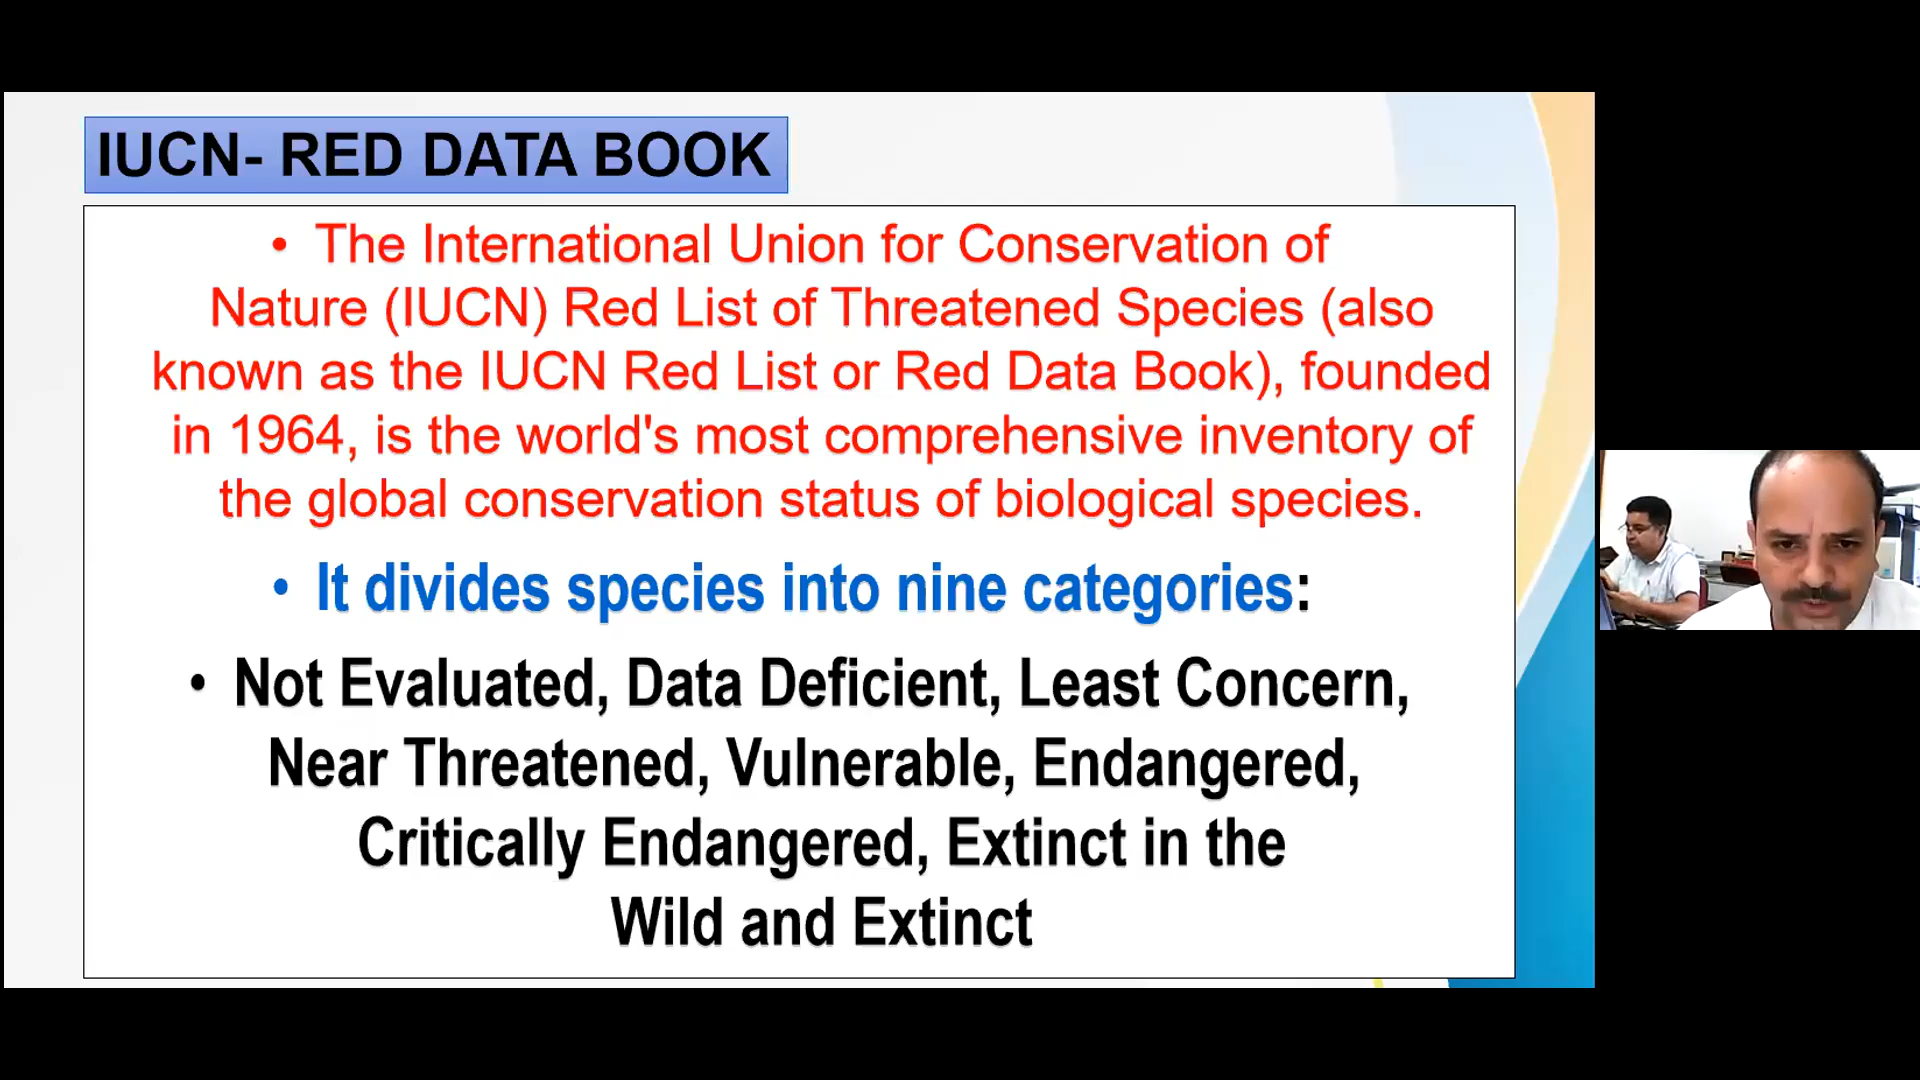 IUCN- RED DATA BOOK
• The International Union for Conservation of
Nature (IUCN) Red List of Threatened Species (also
known as the IUCN Red List or Red Data Book), founded
in 1964, is the world's most comprehensive inventory of
the global conservation status of biological species.
• It divides species into nine categories:
• Not Evaluated, Data Deficient, Least Concern,
Near Threatened, Vulnerable, Endangered,
Critically Endangered, Extinct in the
Wild and Extinct